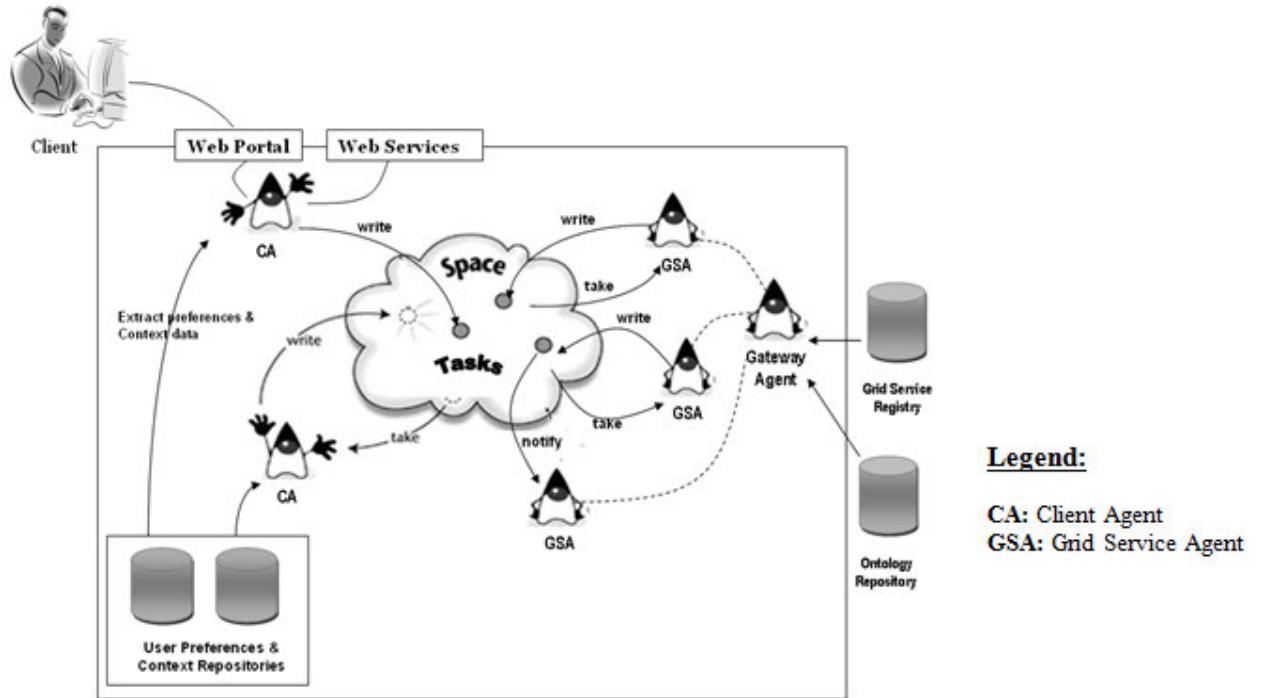 Client
Web Portal
Web Services
CA
write
Space
Tasks
write
GSA
take
write
GSA
take
notify
GSA
Gateway
Agent
Grid Service
Registry
Ontology
Repository
Extract preferences &
Context data
write
take
CA
User Preferences &
Context Repositories
Legend:
CA: Client Agent
GSA: Grid Service Agent